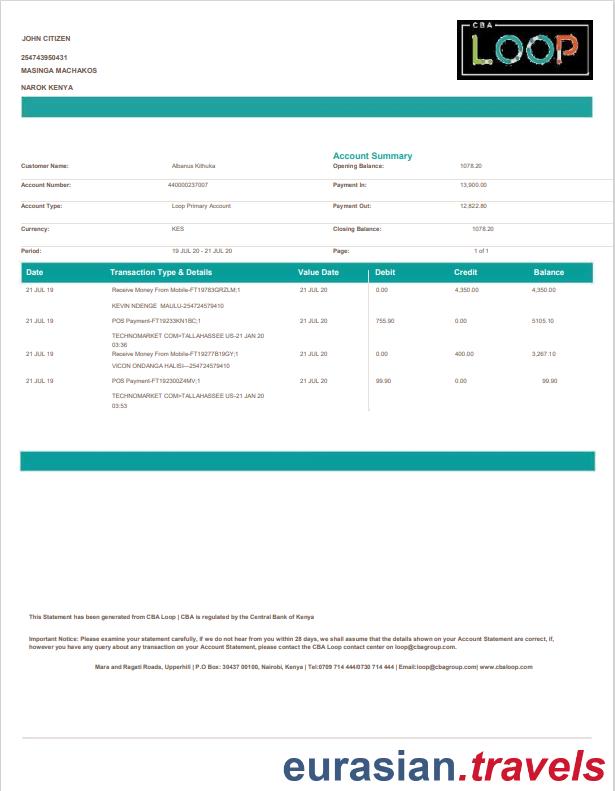 CBA
LOOP
JOHN CITIZEN
254743950431
MASINGA MACHAKOS
NAROK KENYA
Account Summary
Customer Name: Albanus Kithuka Opening Balance: 1078.20
Account Number: 440000237007 Payment In: 13,900.00
Account Type: Loop Primary Account Payment Out: 12,822.80
Currency: KES Closing Balance: 1078.20
Period: 19 JUL 20 - 21 JUL 20 Page: 1 of 1
Date Transaction Type & Details Value Date Debit Credit Balance
21 JUL 19 Receive Money From Mobile-FT19783GRZLM;1 21 JUL 20 0.00 4,350.00 4,350.00
KEVIN NDENGE MAULU-254724579410
21 JUL 19 POS Payment-FT19233KN1BC;1 21 JUL 20 755.90 0.00 5105.10
TECHNOMARKET COM>TALLAHASSEE US-21 JAN 20
03:36
21 JUL 19 Receive Money From Mobile-FT19277B19GY;1 21 JUL 20 0.00 400.00 3,267.10
VICON ONDANGA HALISI—254724579410
21 JUL 19 POS Payment-FT192300Z4MV;1 21 JUL 20 99.90 0.00 99.90
TECHNOMARKET COM>TALLAHASSEE US-21 JAN 20
03:53
This Statement has been generated from CBA Loop | CBA is regulated by the Central Bank of Kenya
Important Notice: Please examine your statement carefully, if we do not hear from you within 28 days, we shall assume that the details shown on your Account Statement are correct, if,
however you have any query about any transaction on your Account Statement, please contact the CBA Loop contact center on loop@cbagroup.com.
Mara and Ragati Roads, Upperhill | P.O Box: 30437 00100, Nairobi, Kenya | Tel:0709 714 444/0730 714 444 | Email:loop@cbagroup.com| www.cbaloop.com
eurasian.travels